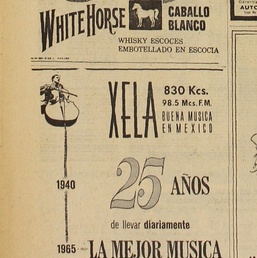 WHITE HORSE
CABALLO
BLANCO
WHISKY ESCOCES
EMBOTELLADO EN ESCOCIA
XELA
830 Kcs.
98.5 Mcs. F.M.
BUENA MUSICA
EN MEXICO
1940
25 AÑOS
de llevar diariamente
1965
LA MEJOR MUSICA